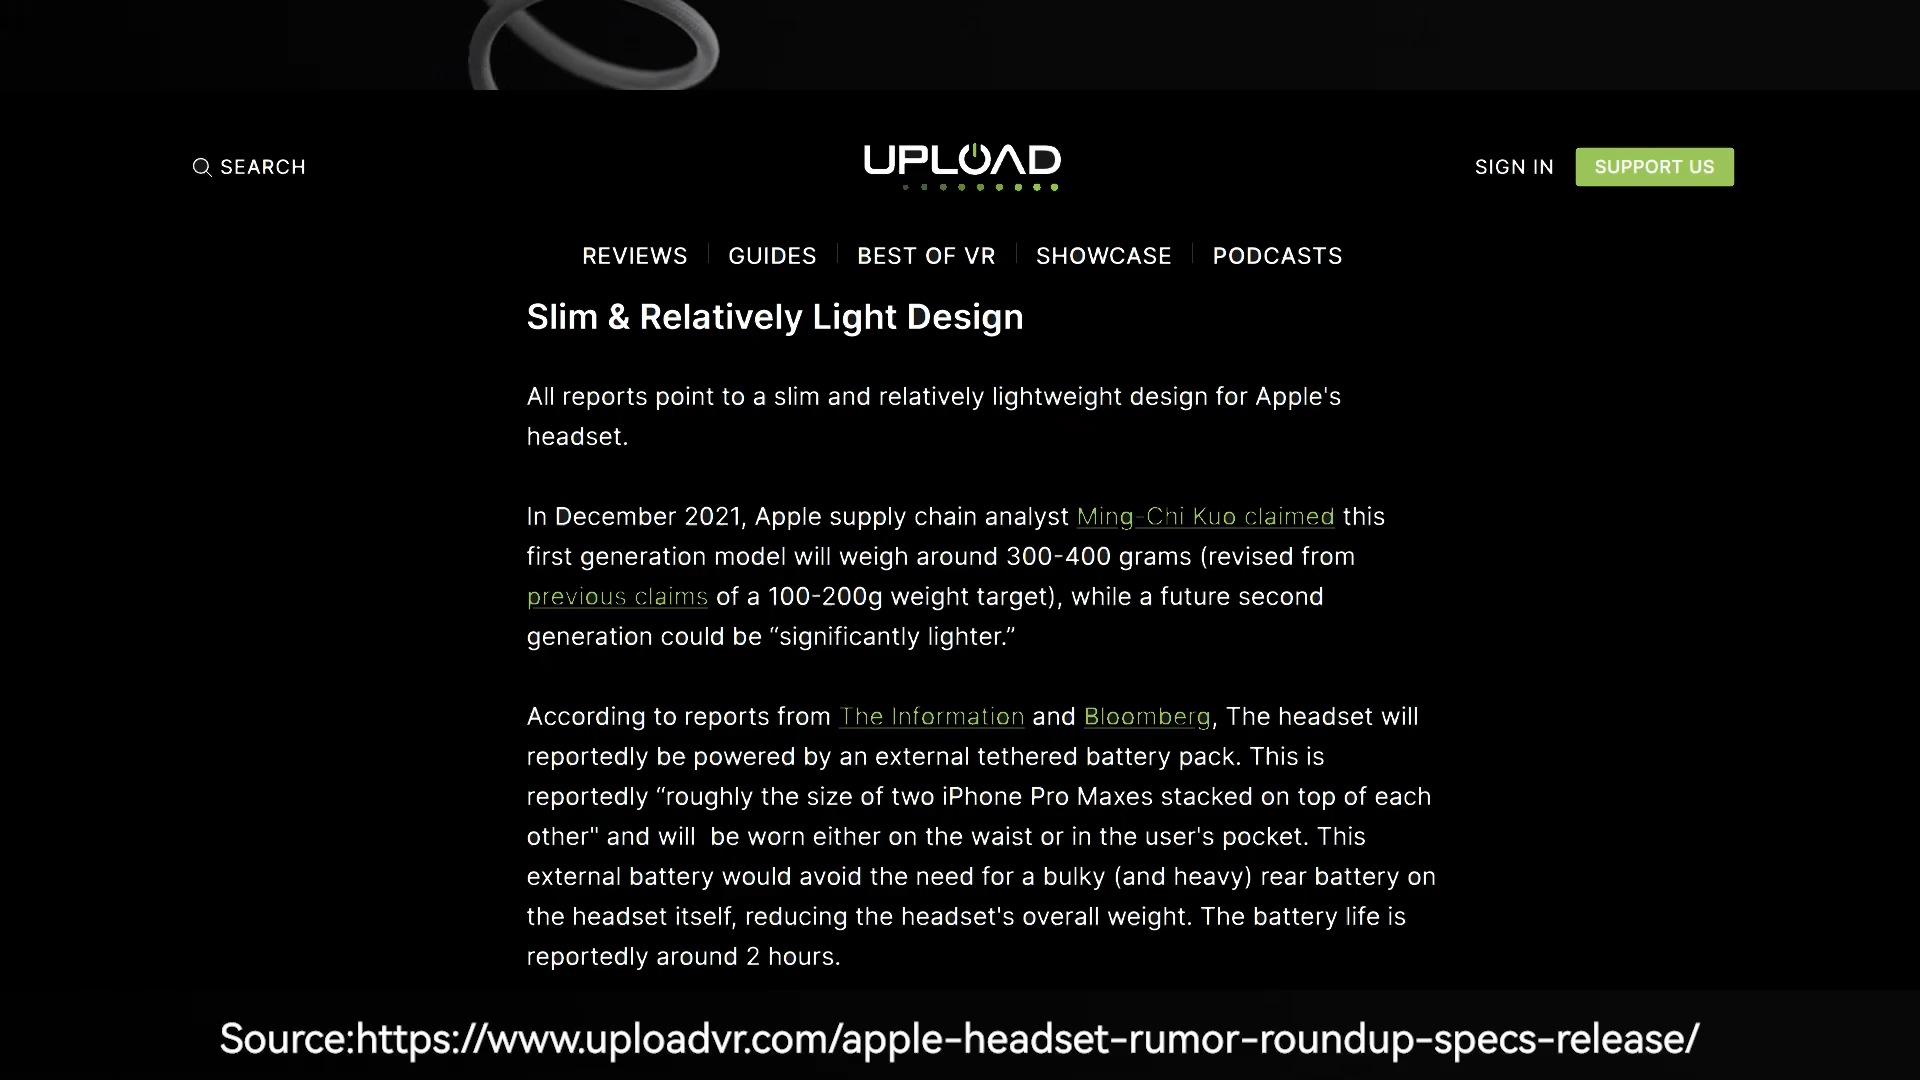 SEARCH
UPLOAD
SIGN IN
SUPPORT US
REVIEWS
GUIDES
BEST OF VR
SHOWCASE
PODCASTS
Slim & Relatively Light Design
All reports point to a slim and relatively lightweight design for Apple's
headset.
In December 2021, Apple supply chain analyst Ming-Chi Kuo claimed this
first generation model will weigh around 300-400 grams (revised from
previous claims of a 100-200g weight target), while a future second
generation could be “significantly lighter.”
According to reports from The Information and Bloomberg, The headset will
reportedly be powered by an external tethered battery pack. This is
reportedly “roughly the size of two iPhone Pro Maxes stacked on top of each
other" and will  be worn either on the waist or in the user's pocket. This
external battery would avoid the need for a bulky (and heavy) rear battery on
the headset itself, reducing the headset's overall weight. The battery life is
reportedly around 2 hours.
Source:https://www.uploadvr.com/apple-headset-rumor-roundup-specs-release/